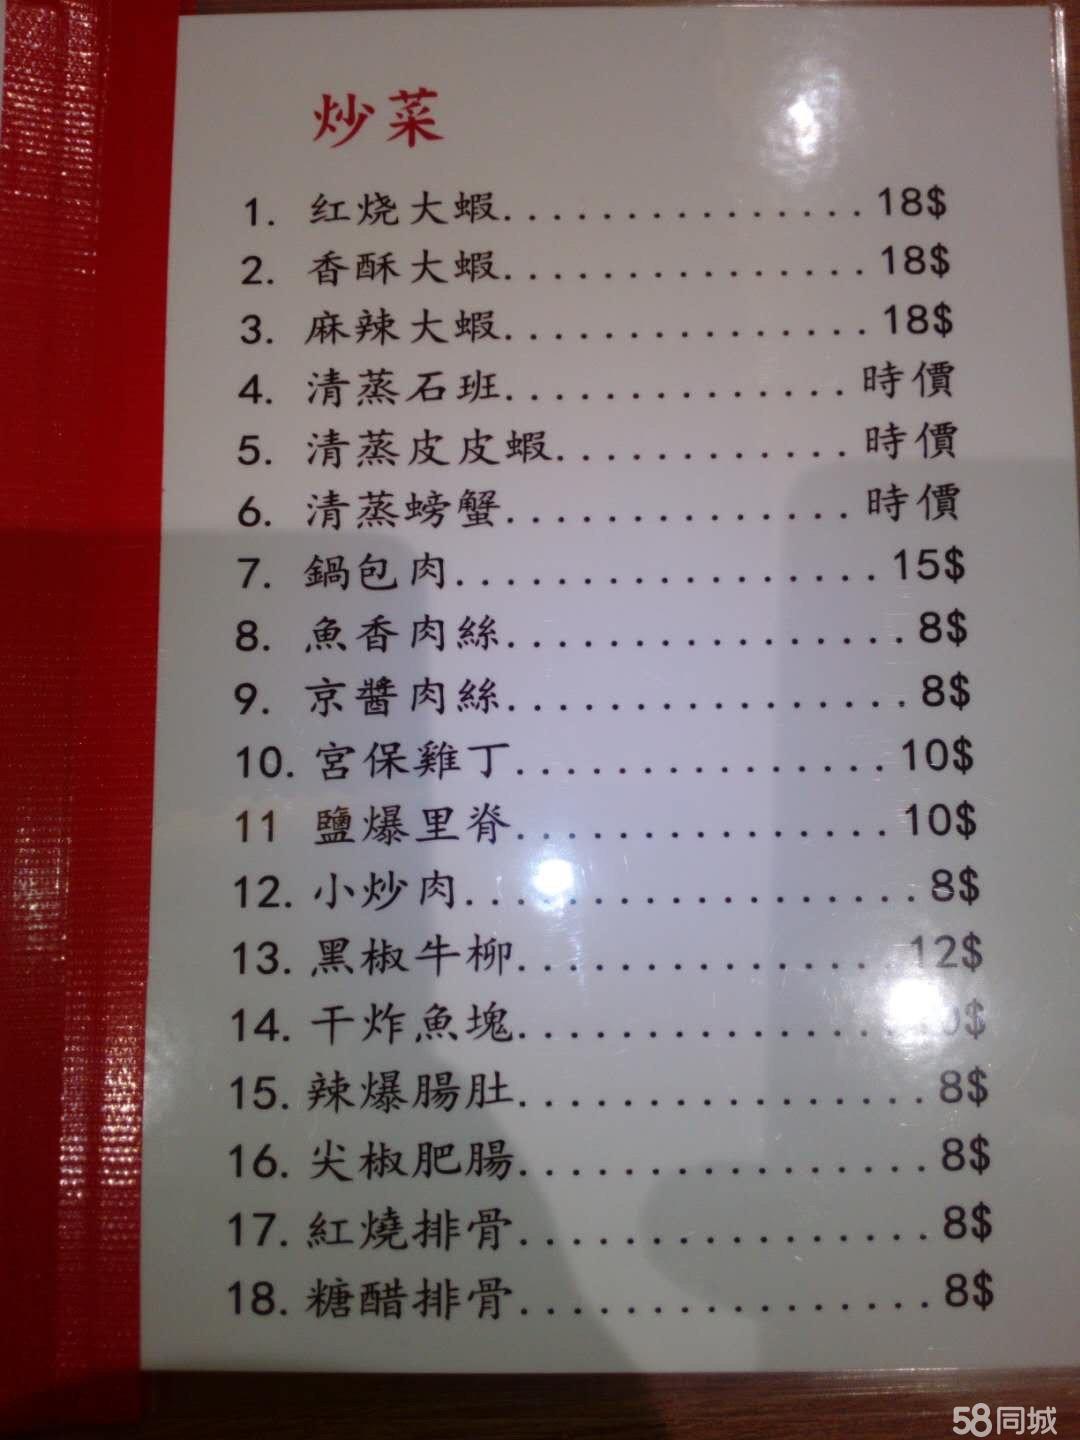 炒菜
1. 红烧大蝦...............18$
2. 香酥大蝦...............18$
3. 麻辣大蝦...............18$
4. 清蒸石班..............時價
5. 清蒸皮皮蝦............時價
6. 清蒸螃蟹..............時價
7. 鍋包肉.................15$
8. 魚香肉絲................8$
9. 京醬肉絲................8$
10. 宮保雞丁...............10$
11 鹽爆里脊...............10$
12. 小炒肉..................8$
13. 黑椒牛柳...............12$
14. 干炸魚塊...............
15. 辣爆腸肚................8$
16. 尖椒肥腸................8$
17. 紅燒排骨................8$
18. 糖醋排骨................8$
58同城